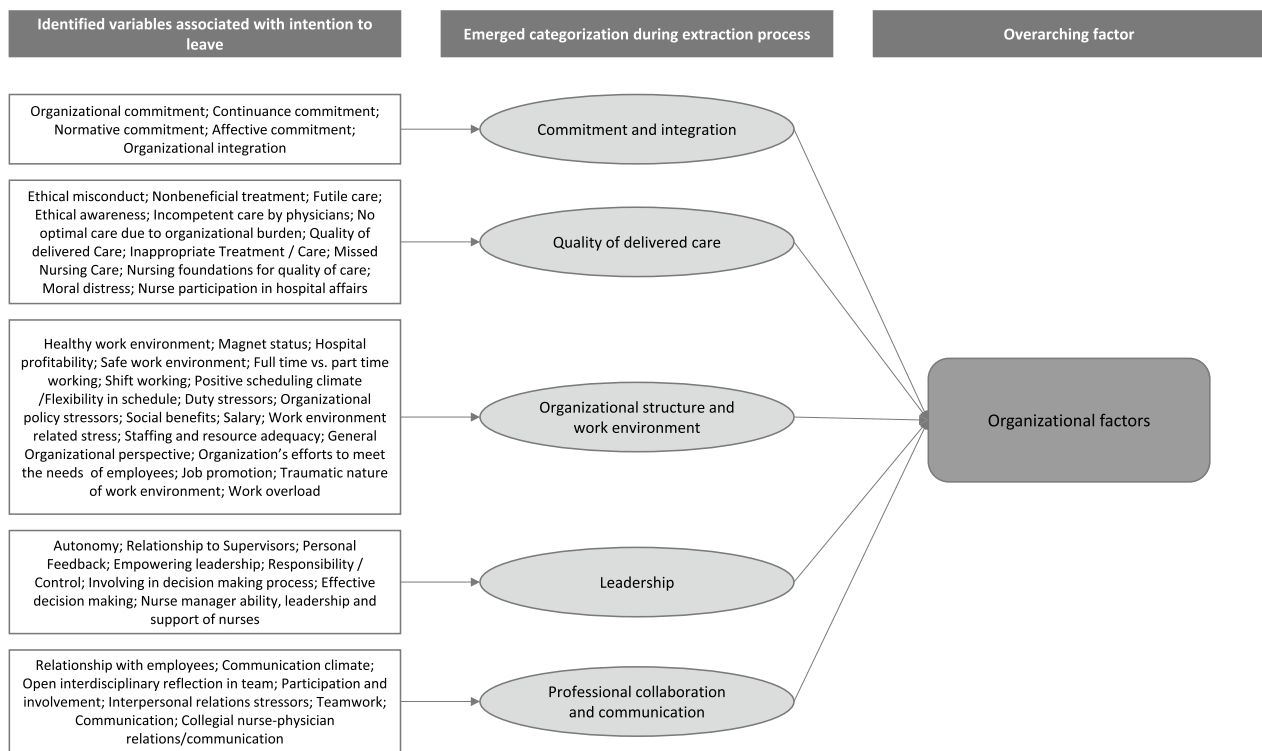 Identified variables associated with intention to
leave
Emerged categorization during extraction process
Overarching factor
Organizational commitment; Continuance commitment;
Normative commitment; Affective commitment;
Organizational integration
Commitment and integration
Ethical misconduct; Nonbeneficial treatment; Futile care;
Ethical awareness; Incompetent care by physicians; No
optimal care due to organizational burden; Quality of
delivered Care; Inappropriate Treatment / Care; Missed
Nursing Care; Nursing foundations for quality of care;
Moral distress; Nurse participation in hospital affairs
Quality of delivered care
Healthy work environment; Magnet status; Hospital
profitability; Safe work environment; Full time vs. part time
working; Shift working; Positive scheduling climate
/Flexibility in schedule; Duty stressors; Organizational
policy stressors; Social benefits; Salary; Work environment
related stress; Staffing and resource adequacy; General
Organizational perspective; Organization's efforts to meet
the needs of employees; Job promotion; Traumatic nature
of work environment; Work overload
Organizational structure and
work environment
Organizational factors
Autonomy; Relationship to Supervisors; Personal
Feedback; Empowering leadership; Responsibility /
Control; Involving in decision making process; Effective
decision making; Nurse manager ability, leadership and
support of nurses
Leadership
Relationship with employees; Communication climate;
Open interdisciplinary reflection in team; Participation and
involvement; Interpersonal relations stressors; Teamwork;
Communication; Collegial nurse-physician
relations/communication
Professional collaboration
and communication